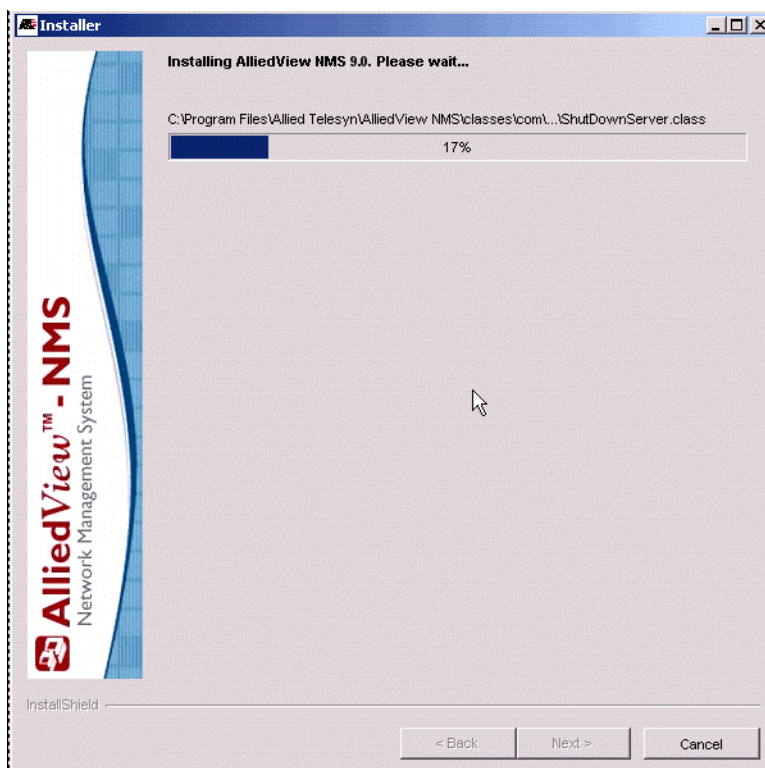 Installer
Installing AlliedView NMS 9.0. Please wait...
C:\Program Files\Allied Telesyn\AlliedView NMS\classes\com\...\ShutDownServer.class
17%
AlliedView™ - NMS
Network Management System
InstallShield
< Back
Next >
Cancel